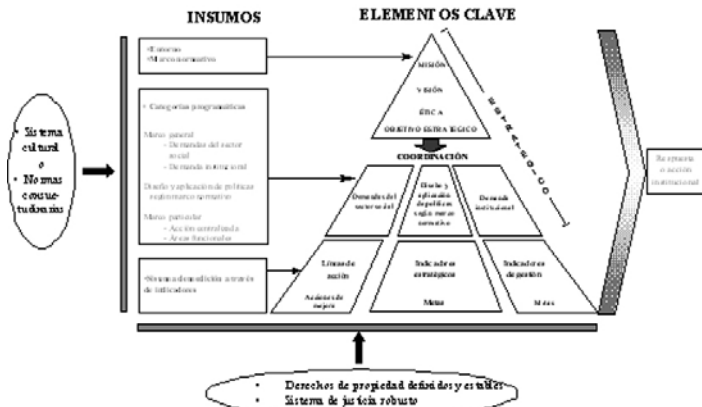 INSUMOS
ELEMENTOS CLAVE
• Entorno
• Marco normativo
• Categorías programáticas
Marco general
- Demandas del sector
social
- Demanda institucional
Diseño y aplicación de políticas
según marco normativo
Marco particular
- Acción centralizada
- Áreas funcionales
• Sistema de medición a través
de indicadores
• Sistema
cultural
o
• Normas
consue-
tudinarias
MISIÓN
VISIÓN
ÉTICA
OBJETIVO ESTRATÉGICO
COORDINACIÓN
Demandas del
sector social
Diseño y
aplicación
de políticas
según marco
normativo
Demanda
institucional
Líneas de
acción
Acciones de
mejora
Indicadores
estratégicos
Metas
Indicadores
de gestión
Metas
Respuesta
o acción
institucional
• Derechos de propiedad definidos y estables
• Sistema de justicia robusto